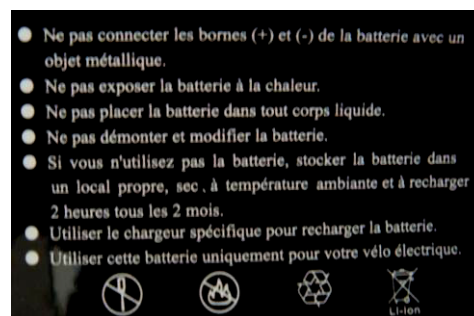 Ne pas connecter les bornes (+) et (-) de la batterie avec un
objet métallique.
Ne pas exposer la batterie à la chaleur.
Ne pas placer la batterie dans tout corps liquide.
Ne pas démonter et modifier la batterie.
Si vous n'utilisez pas la batterie, stocker la batterie dans
un local propre, sec , à température ambiante et à recharger
2 heures tous les 2 mois.
Utiliser le chargeur spécifique pour recharger la batterie.
Utiliser cette batterie uniquement pour votre vélo électrique.
Li-ion